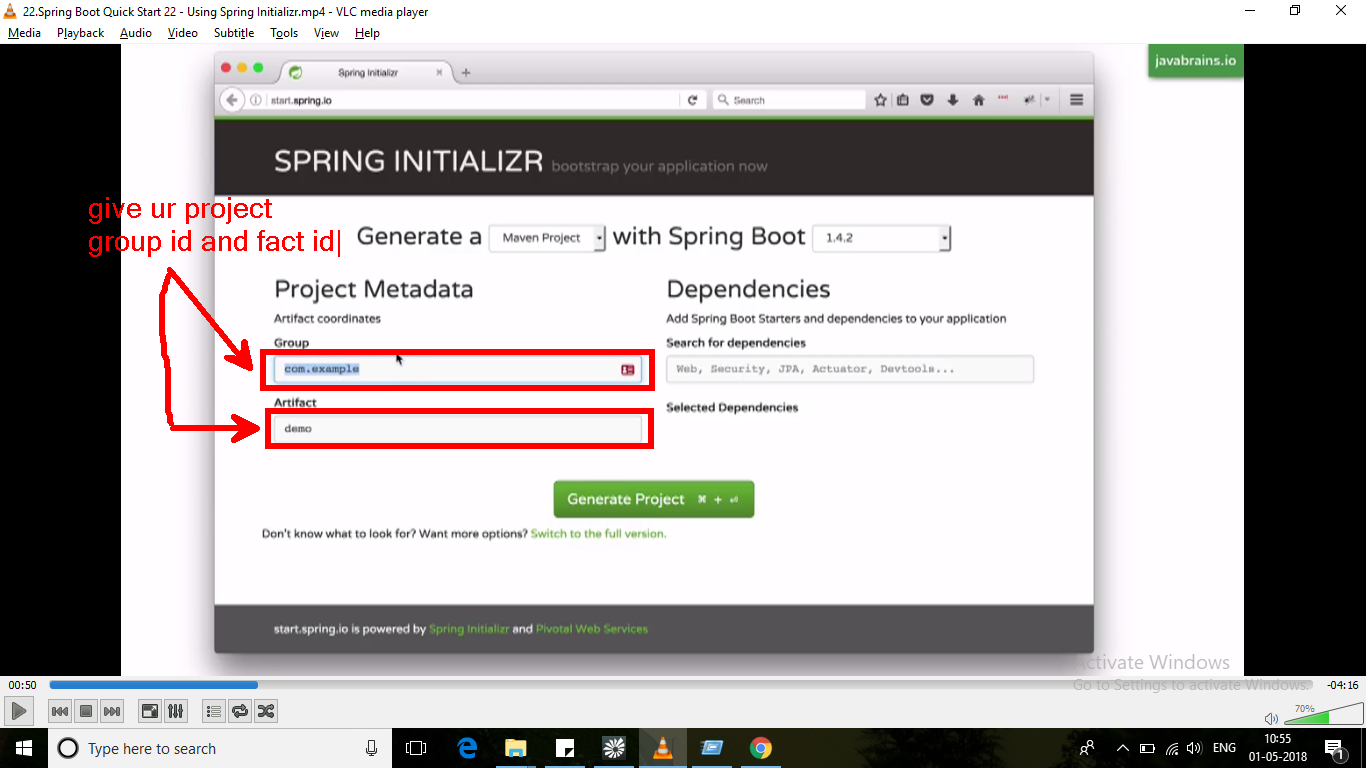 22.Spring Boot Quick Start 22 - Using Spring Initializr.mp4 - VLC media player
Media Playback Audio Video Subtitle Tools View Help
javabrains.io
Spring Initializr
start.spring.io
Search
SPRING INITIALIZR bootstrap your application now
give ur project
group id and fact id
Generate a Maven Project with Spring Boot 1.4.2
Project Metadata
Artifact coordinates
Group
com.example
Artifact
demo
Dependencies
Add Spring Boot Starters and dependencies to your application
Search for dependencies
Web, Security, JPA, Actuator, Devtools...
Selected Dependencies
Generate Project ⌘ + ⏎
Don't know what to look for? Want more options? Switch to the full version.
start.spring.io is powered by Spring Initializr and Pivotal Web Services
Activate Windows
Go to Settings to activate Windows.
00:50
-04:16
70%
Type here to search
ENG
10:55
01-05-2018
1